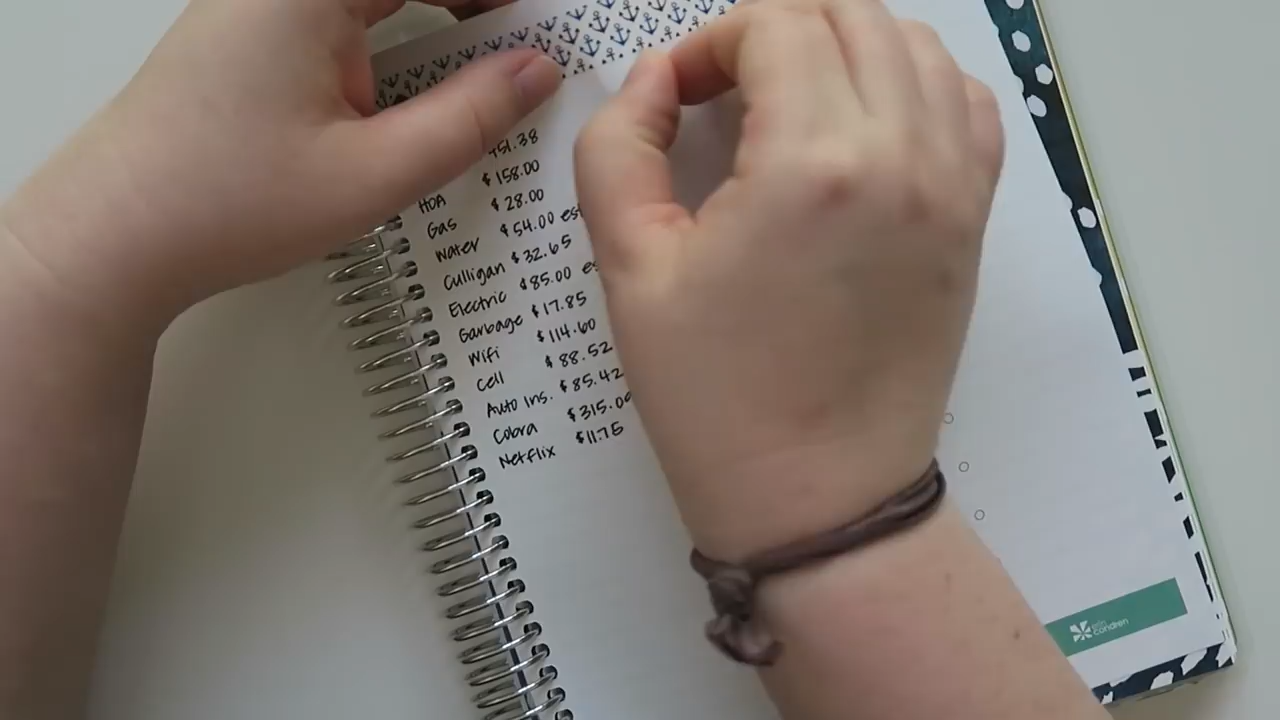 451.38
HOA $158.00
Gas $28.00
Water $54.00 est
Culligan $32.65
Electric $85.00
Garbage $17.85
Wifi $114.60
Cell $88.52
Auto Ins. $85.42
Cobra $315.00
Netflix $11.75
erin condren